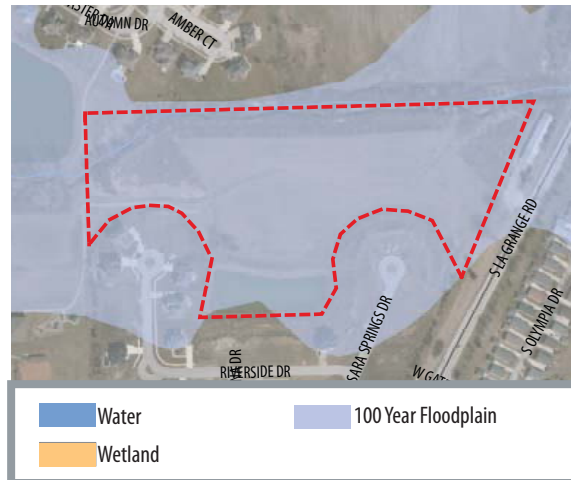 AUTUMN DR
AMBER CT
S LA GRANGE RD
S OLYMPIA DR
SARA SPRINGS DR
RIVERSIDE DR
Water
100 Year Floodplain
Wetland